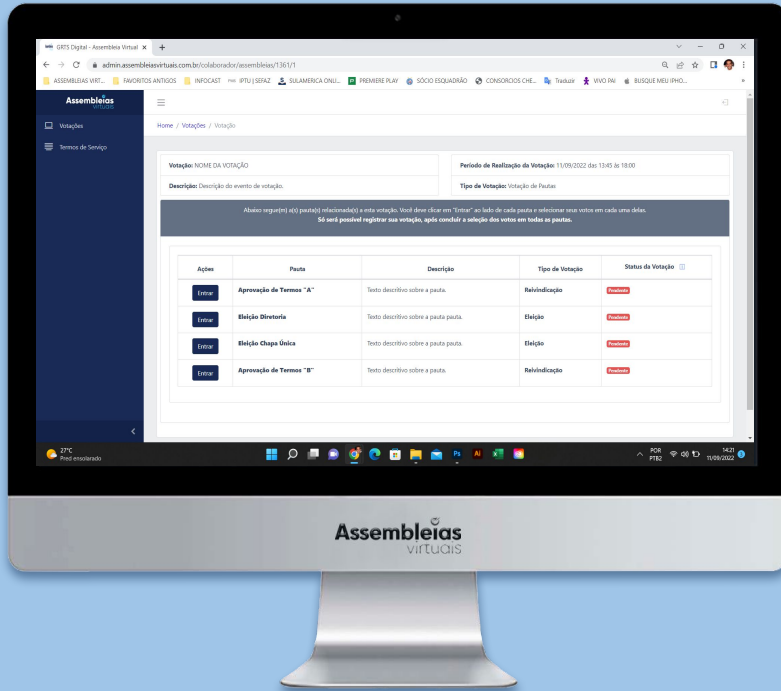 GRTS Digital - Assembleia Virtual
admin.assembleiasvirtuais.com.br/colaborador/assembleias/1361/1
ASSEMBLEIAS VIRT... FAVORITOS ANTIGOS INFOCAST IPTU | SEFAZ SULAMERICA ONLI... PREMIERE PLAY SÓCIO ESQUADRÃO CONSORCIOS CHE... Traduzir VIVO PAI BUSQUE MEU IPHO... »
Assembleias
virtuais
Votações
Home / Votações / Votação
Termos de Serviço
Votação: NOME DA VOTAÇÃO Período de Realização da Votação: 11/09/2022 das 13:45 às 18:00
Descrição: Descrição do evento de votação. Tipo de Votação: Votação de Pautas
Abaixo segue(m) a(s) pauta(s) relacionada(s) a esta votação. Você deve clicar em "Entrar" ao lado de cada pauta e selecionar seus votos em cada uma delas.
Só será possível registrar sua votação, após concluir a seleção dos votos em todas as pautas.
Ações Pauta Descrição Tipo de Votação Status da Votação
Entrar Aprovação de Termos "A" Texto descritivo sobre a pauta. Reivindicação Pendente
Entrar Eleição Diretoria Texto descritivo sobre a pauta pauta. Eleição Pendente
Entrar Eleição Chapa Única Texto descritivo sobre a pauta pauta. Eleição Pendente
Entrar Aprovação de Termos "B" Texto descritivo sobre a pauta. Reivindicação Pendente
27°C
Pred ensolarado
Ps Ai
POR
PTB2
14:21
11/09/2022
Assembleias
virtuais